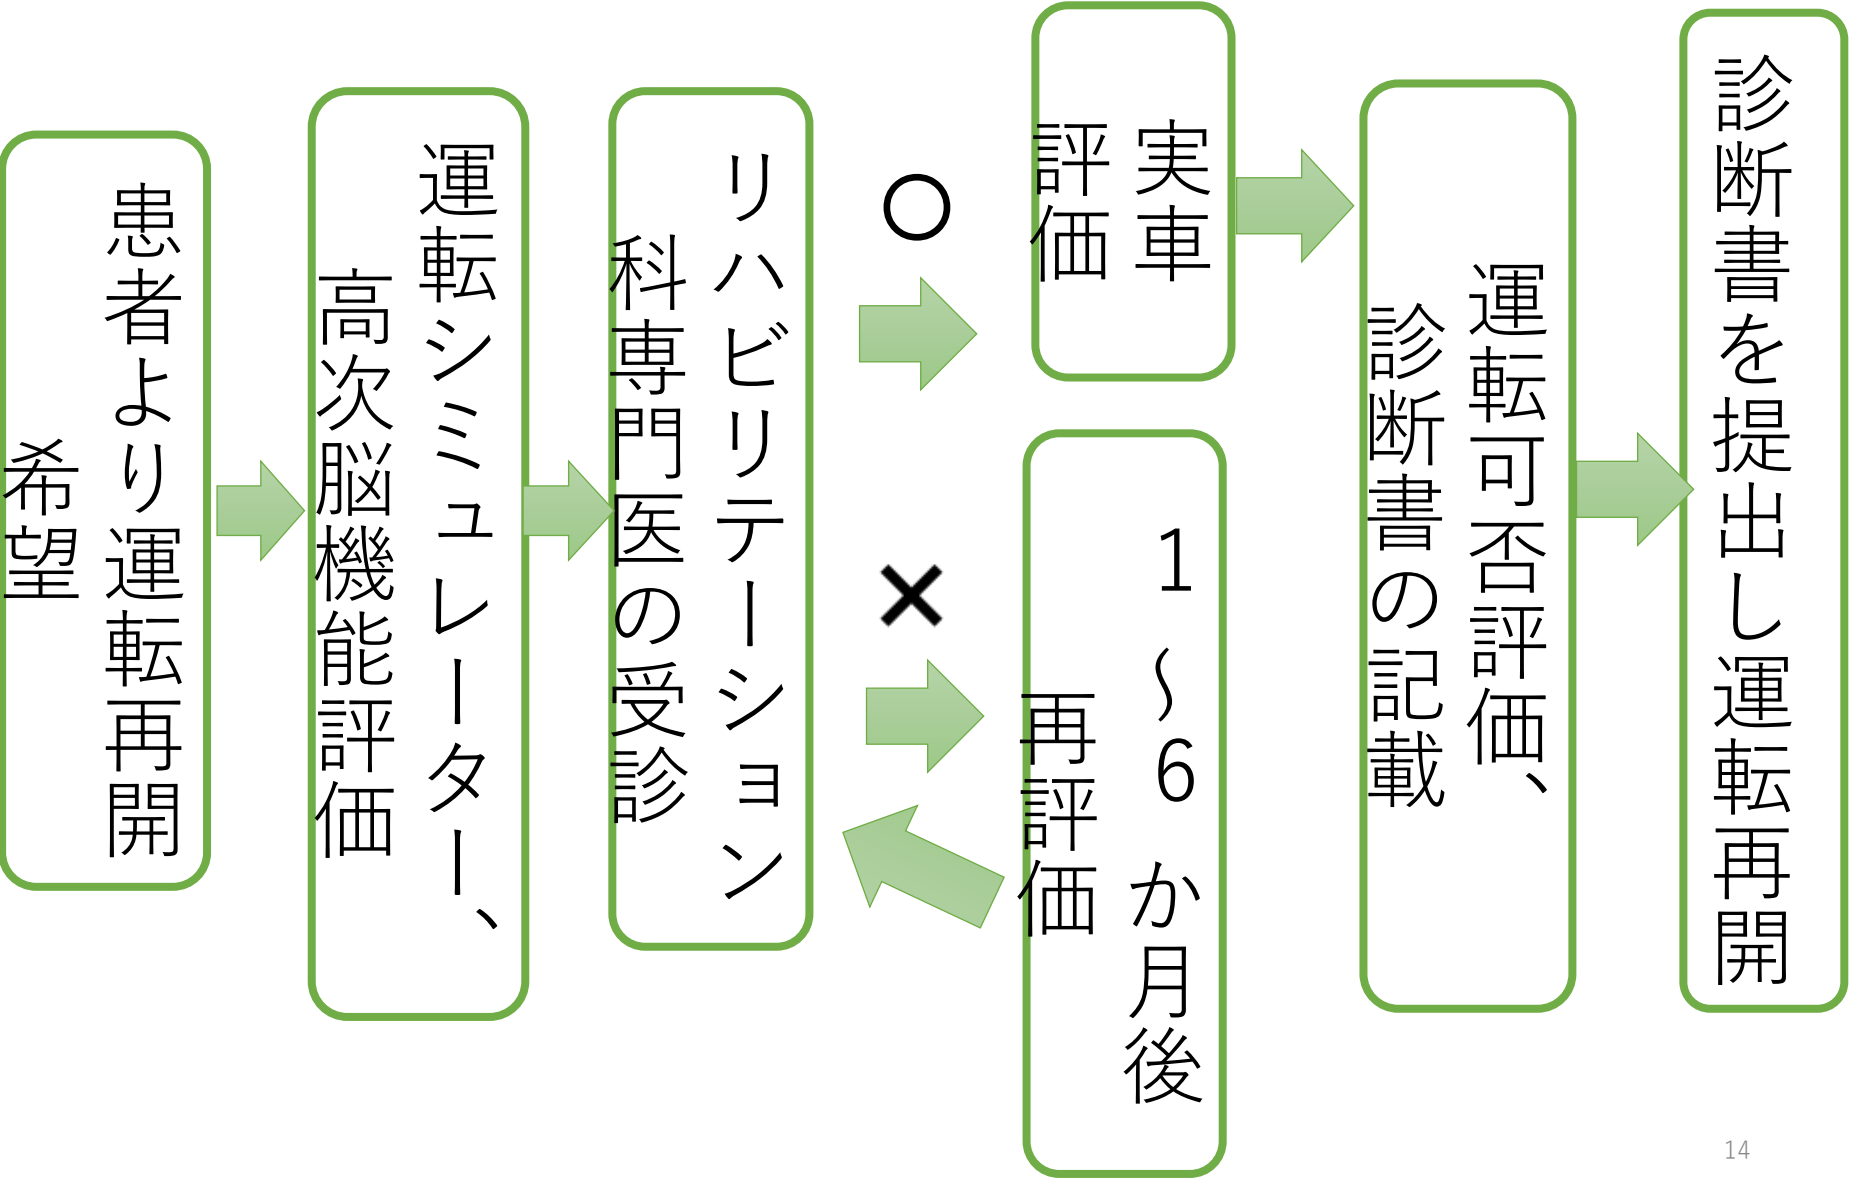 患者より運転再開
希望
運転シミュレーター、
高次脳機能評価
リハビリテーション
科専門医の受診
○
実車
評価
×
1～6か月後
再評価
運転可否評価、
診断書の記載
診断書を提出し運転再開
14